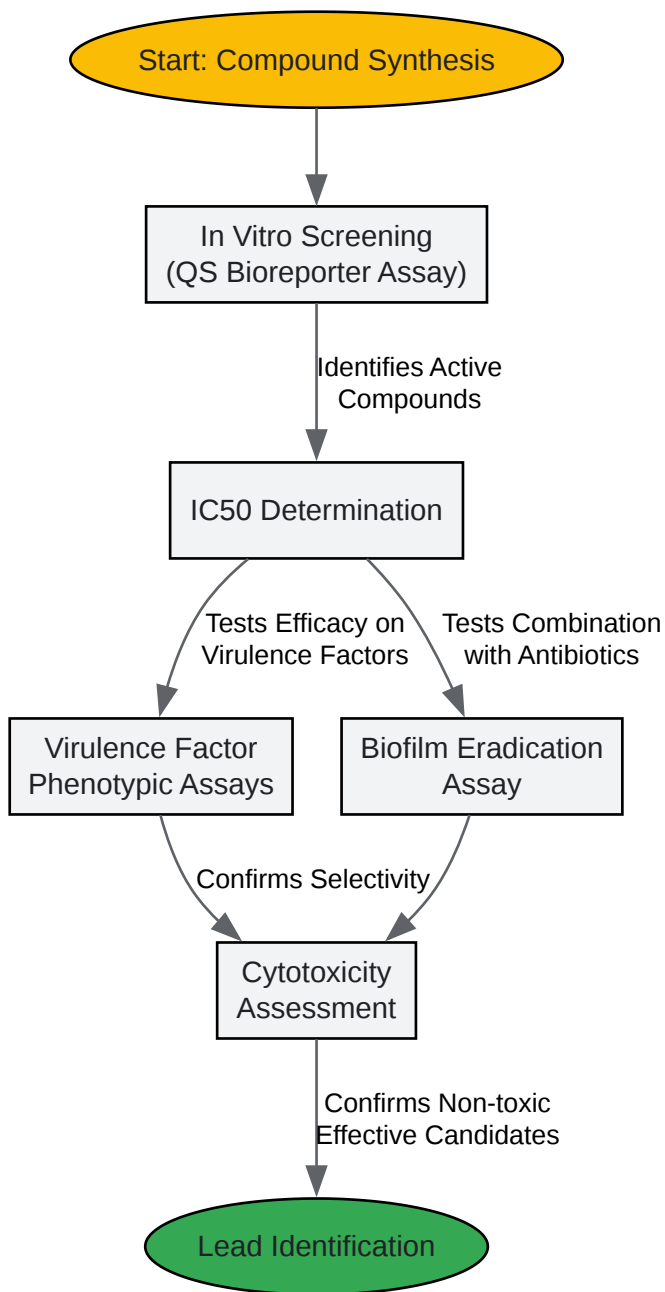 Start: Compound Synthesis
In Vitro Screening
(QS Bioreporter Assay)
Identifies Active
Compounds
IC50 Determination
Tests Efficacy on
Virulence Factors
Tests Combination
with Antibiotics
Virulence Factor
Phenotypic Assays
Biofilm Eradication
Assay
Confirms Selectivity
Cytotoxicity
Assessment
Confirms Non-toxic
Effective Candidates
Lead Identification